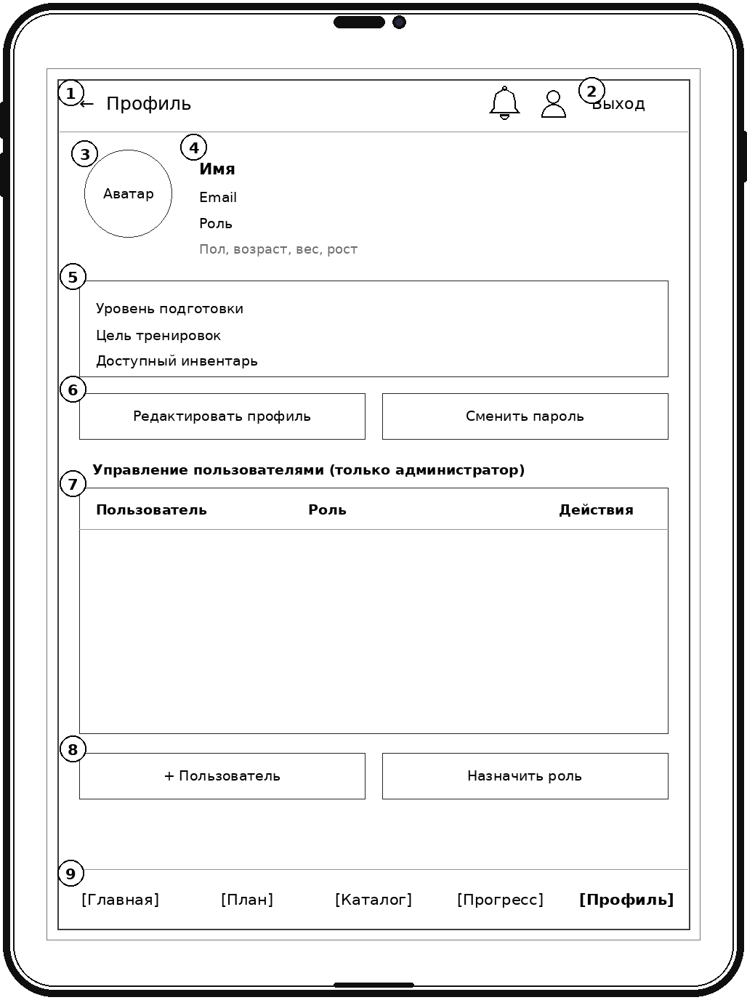 1 ← Профиль 2 Выход
3 4
Имя
Аватар
Email
Роль
Пол, возраст, вес, рост
5
Уровень подготовки
Цель тренировок
Доступный инвентарь
6
Редактировать профиль Сменить пароль
Управление пользователями (только администратор)
7
Пользователь Роль Действия
8
+ Пользователь Назначить роль
9
[Главная] [План] [Каталог] [Прогресс] [Профиль]